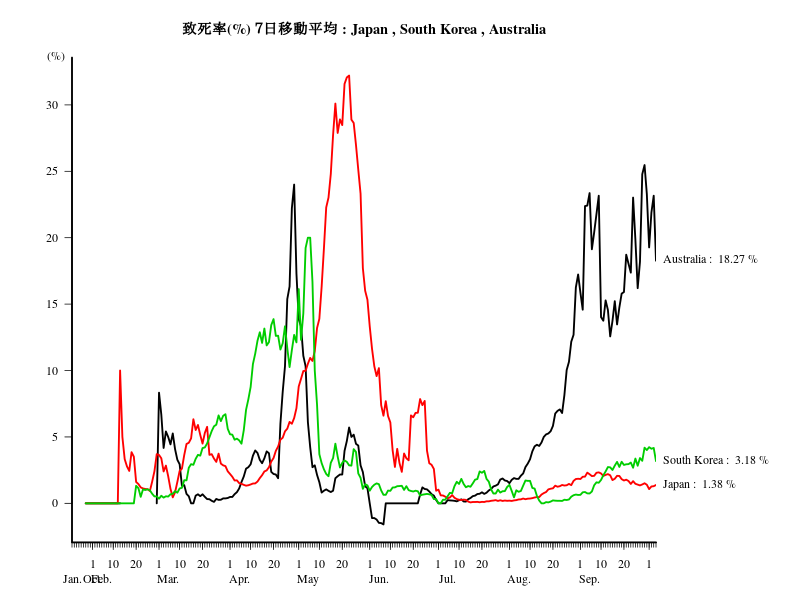 致死率(%) 7日移動平均 : Japan , South Korea , Australia
(%)
30
25
20
15
10
5
0
Australia : 18.27 %
South Korea : 3.18 %
Japan : 1.38 %
1 10 20 1 10 20 1 10 20 1 10 20 1 10 20 1 10 20 1 10 20 1 10 20 1
Jan. Feb. Mar. Apr. May Jun. Jul. Aug. Sep. Oct.